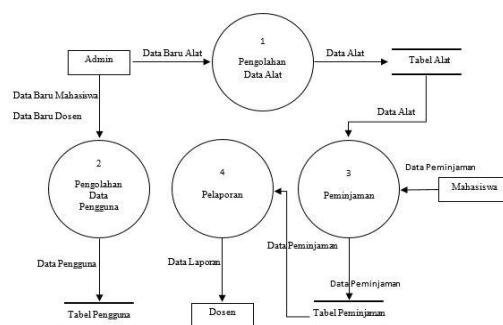 1
Pengolahan
Data Alat
Admin
Data Baru Alat
Data Alat
Tabel Alat
Data Baru Mahasiswa
Data Baru Dosen
Data Alat
2
Pengolahan
Data
Pengguna
4
Pelaporan
3
Peminjaman
Data Peminjaman
Mahasiswa
Data Pengguna
Data Laporan
Data Peminjaman
Data Peminjaman
Tabel Pengguna
Dosen
Tabel Peminjaman